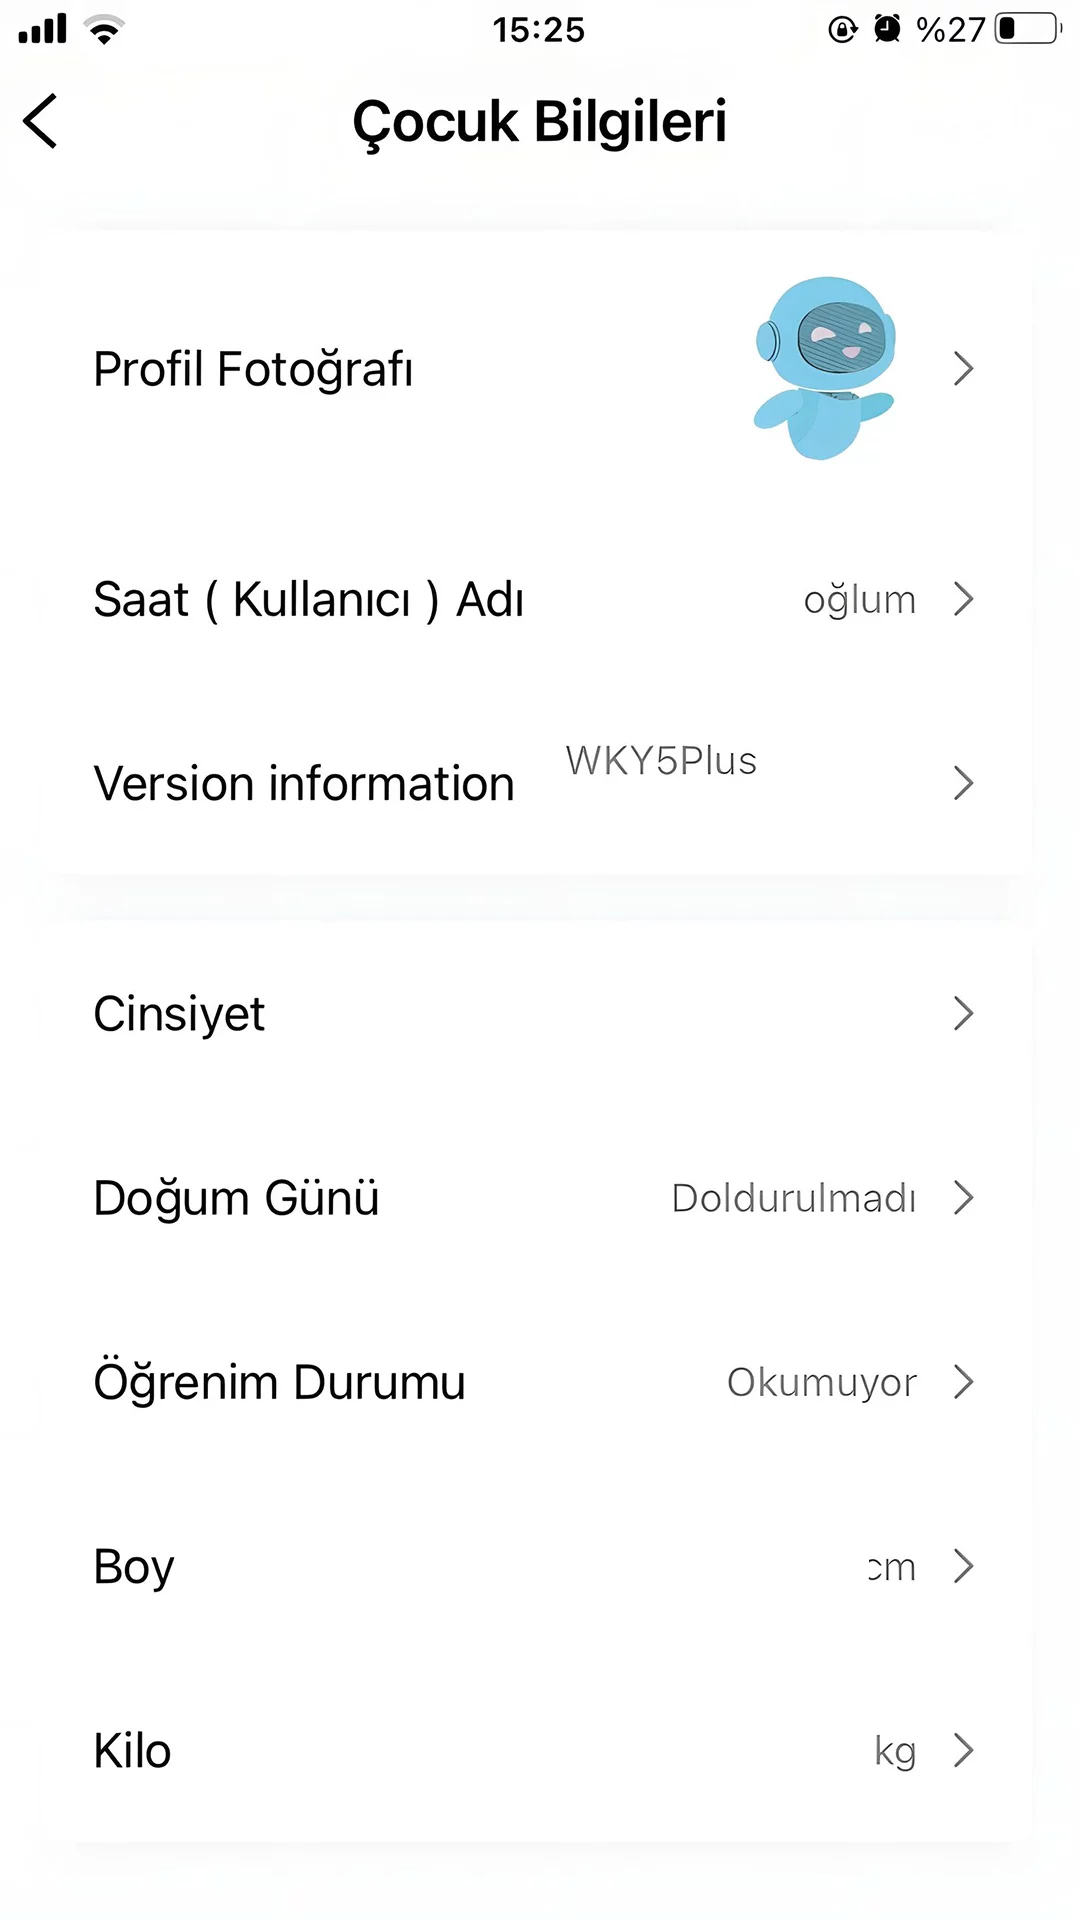 15:25 %27
Çocuk Bilgileri
Profil Fotoğrafı
Saat ( Kullanıcı ) Adı oğlum
Version information WKY5Plus
Cinsiyet
Doğum Günü Doldurulmadı
Öğrenim Durumu Okumuyor
Boy cm
Kilo kg